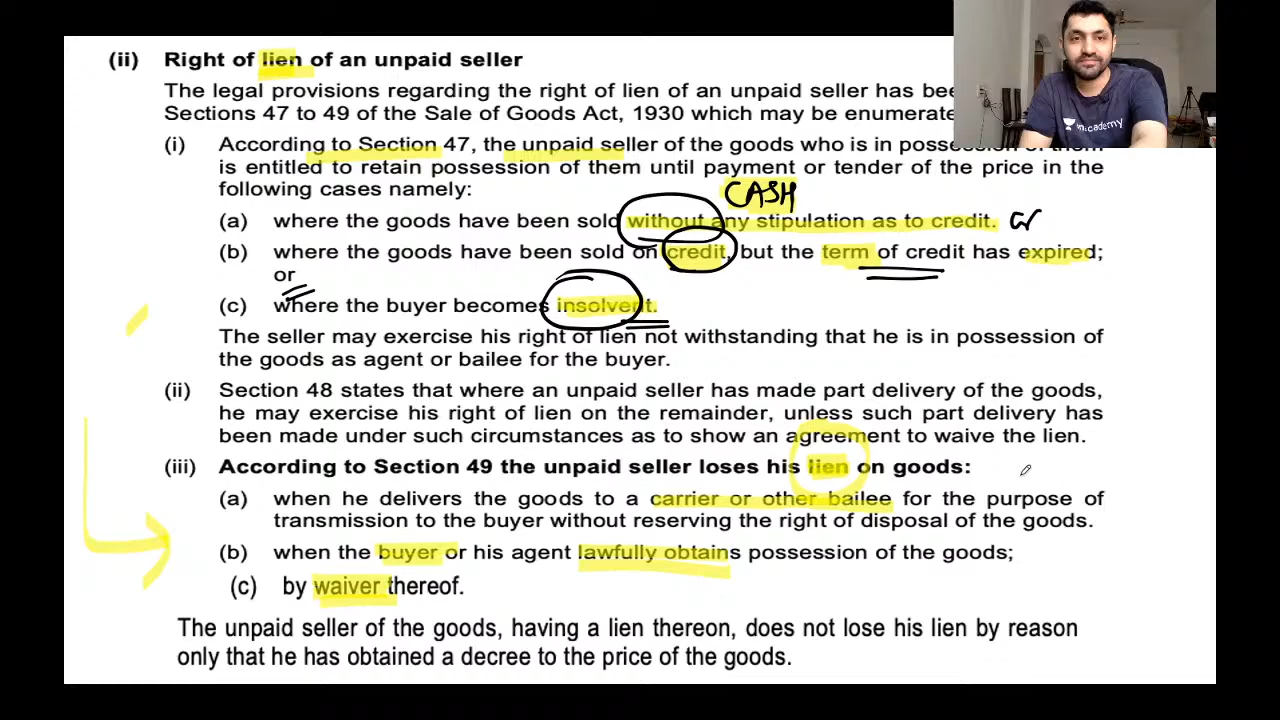 (ii) Right of lien of an unpaid seller
The legal provisions regarding the right of lien of an unpaid seller has
Sections 47 to 49 of the Sale of Goods Act, 1930 which may be
(i) According to Section 47, the unpaid seller of the goods who is in
is entitled to retain possession of them until payment or tender of the price in the
following cases namely:
CASH
(a) where the goods have been sold without any stipulation as to credit. or
(b) where the goods have been sold on credit, but the term of credit has expired;
or
(c) where the buyer becomes insolvent.
The seller may exercise his right of lien not withstanding that he is in possession of
the goods as agent or bailee for the buyer.
(ii) Section 48 states that where an unpaid seller has made part delivery of the goods,
he may exercise his right of lien on the remainder, unless such part delivery has
been made under such circumstances as to show an agreement to waive the lien.
(iii) According to Section 49 the unpaid seller loses his lien on goods:
(a) when he delivers the goods to a carrier or other bailee for the purpose of
transmission to the buyer without reserving the right of disposal of the goods.
(b) when the buyer or his agent lawfully obtains possession of the goods;
(c) by waiver thereof.
The unpaid seller of the goods, having a lien thereon, does not lose his lien by reason
only that he has obtained a decree to the price of the goods.